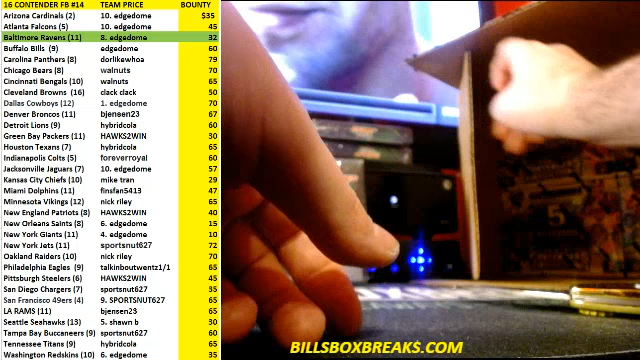 16 CONTENDER FB #14 TEAM PRICE BOUNTY
Arizona Cardinals (2) 10. edgedome $35
Atlanta Falcons (5) 10. edgedome 45
Baltimore Ravens (11) 8. edgedome 32
Buffalo Bills (9) edgedome 60
Carolina Panthers (8) dorlikewhoa 79
Chicago Bears (8) walnuts 70
Cincinnati Bengals (10) walnuts 65
Cleveland Browns (16) clack clack 50
Dallas Cowboys (12) 1. edgedome 70
Denver Broncos (11) bjensen23 67
Detroit Lions (9) hybridcola 60
Green Bay Packers (11) HAWKS2WIN 30
Houston Texans (7) hybridcola 65
Indianapolis Colts (5) foreverroyal 60
Jacksonville Jaguars (7) 10. edgedome 57
Kansas City Chiefs (10) mike tran 29
Miami Dolphins (11) finsfan5413 47
Minnesota Vikings (12) nick riley 65
New England Patriots (8) HAWKS2WIN 40
New Orleans Saints (8) 6. edgedome 15
New York Giants (11) 4. edgedome 10
New York Jets (11) sportsnut627 72
Oakland Raiders (10) nick riley 70
Philadelphia Eagles (9) talkinboutwentz1/1 65
Pittsburgh Steelers (6) HAWKS2WIN 45
San Diego Chargers (7) sportsnut627 35
San Francisco 49ers (4) 9. SPORTSNUT627 65
LA RAMS (11) bjensen23 65
Seattle Seahawks (13) 5. shawn b 30
Tampa Bay Buccaneers (9) sportsnut627 60
Tennessee Titans (9) hybridcola 65
Washington Redskins (10) 6. edgedome 35
5
BILLSBOXBREAKS.COM